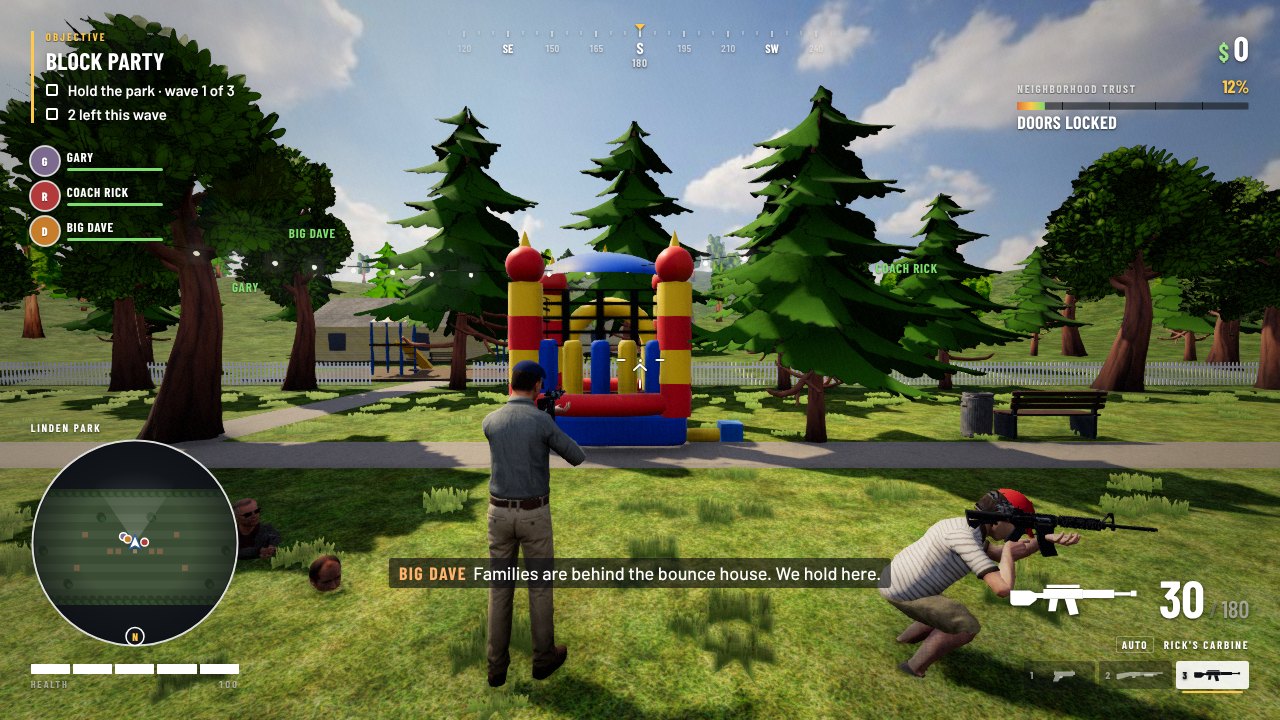 OBJECTIVE
BLOCK PARTY
Hold the park · wave 1 of 3
2 left this wave
G GARY
R COACH RICK
D BIG DAVE
120 SE 150 165 S 195 210 SW 240
180
$ 0
NEIGHBORHOOD TRUST 12%
DOORS LOCKED
BIG DAVE
GARY
COACH RICK
LINDEN PARK
N
HEALTH 100
BIG DAVE Families are behind the bounce house. We hold here.
30 / 180
AUTO RICK'S CARBINE
1 2 3